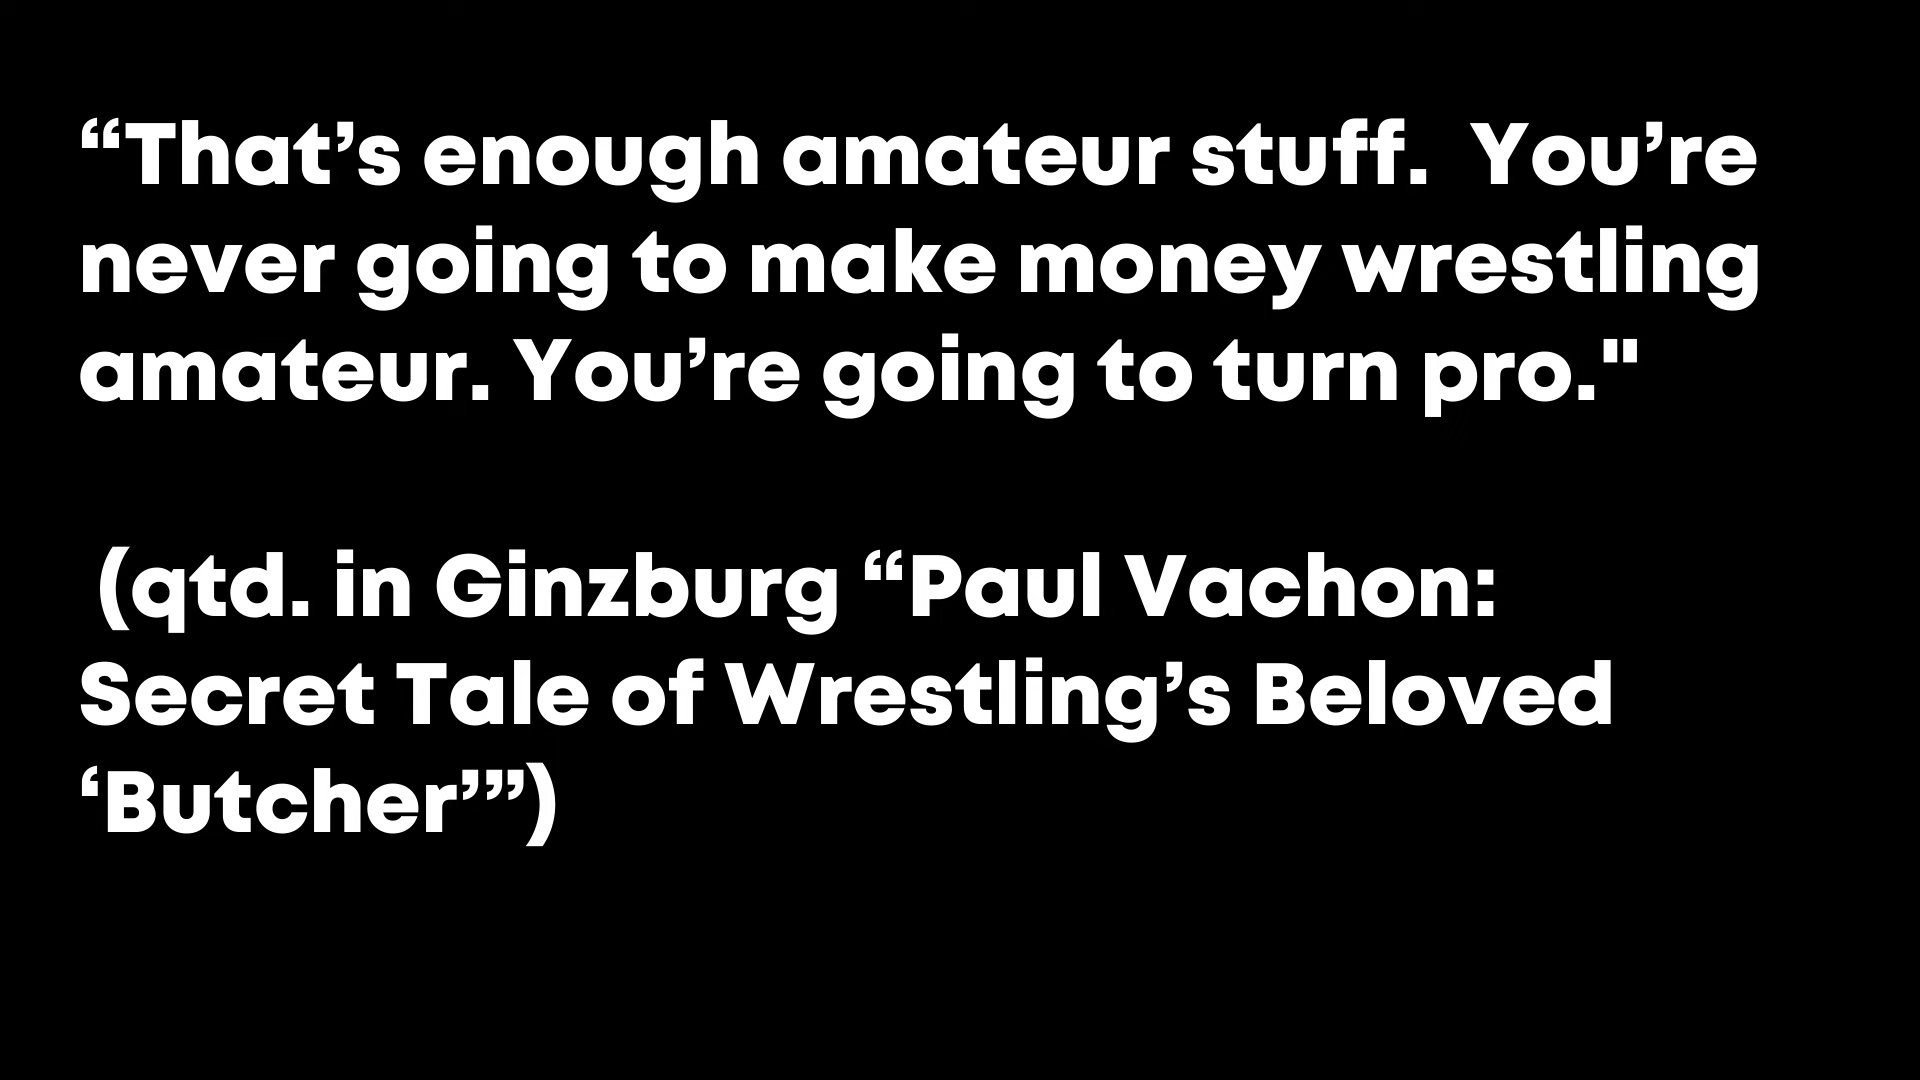 “That’s enough amateur stuff.  You’re
never going to make money wrestling
amateur. You’re going to turn pro."
(qtd. in Ginzburg “Paul Vachon:
Secret Tale of Wrestling’s Beloved
‘Butcher’”)